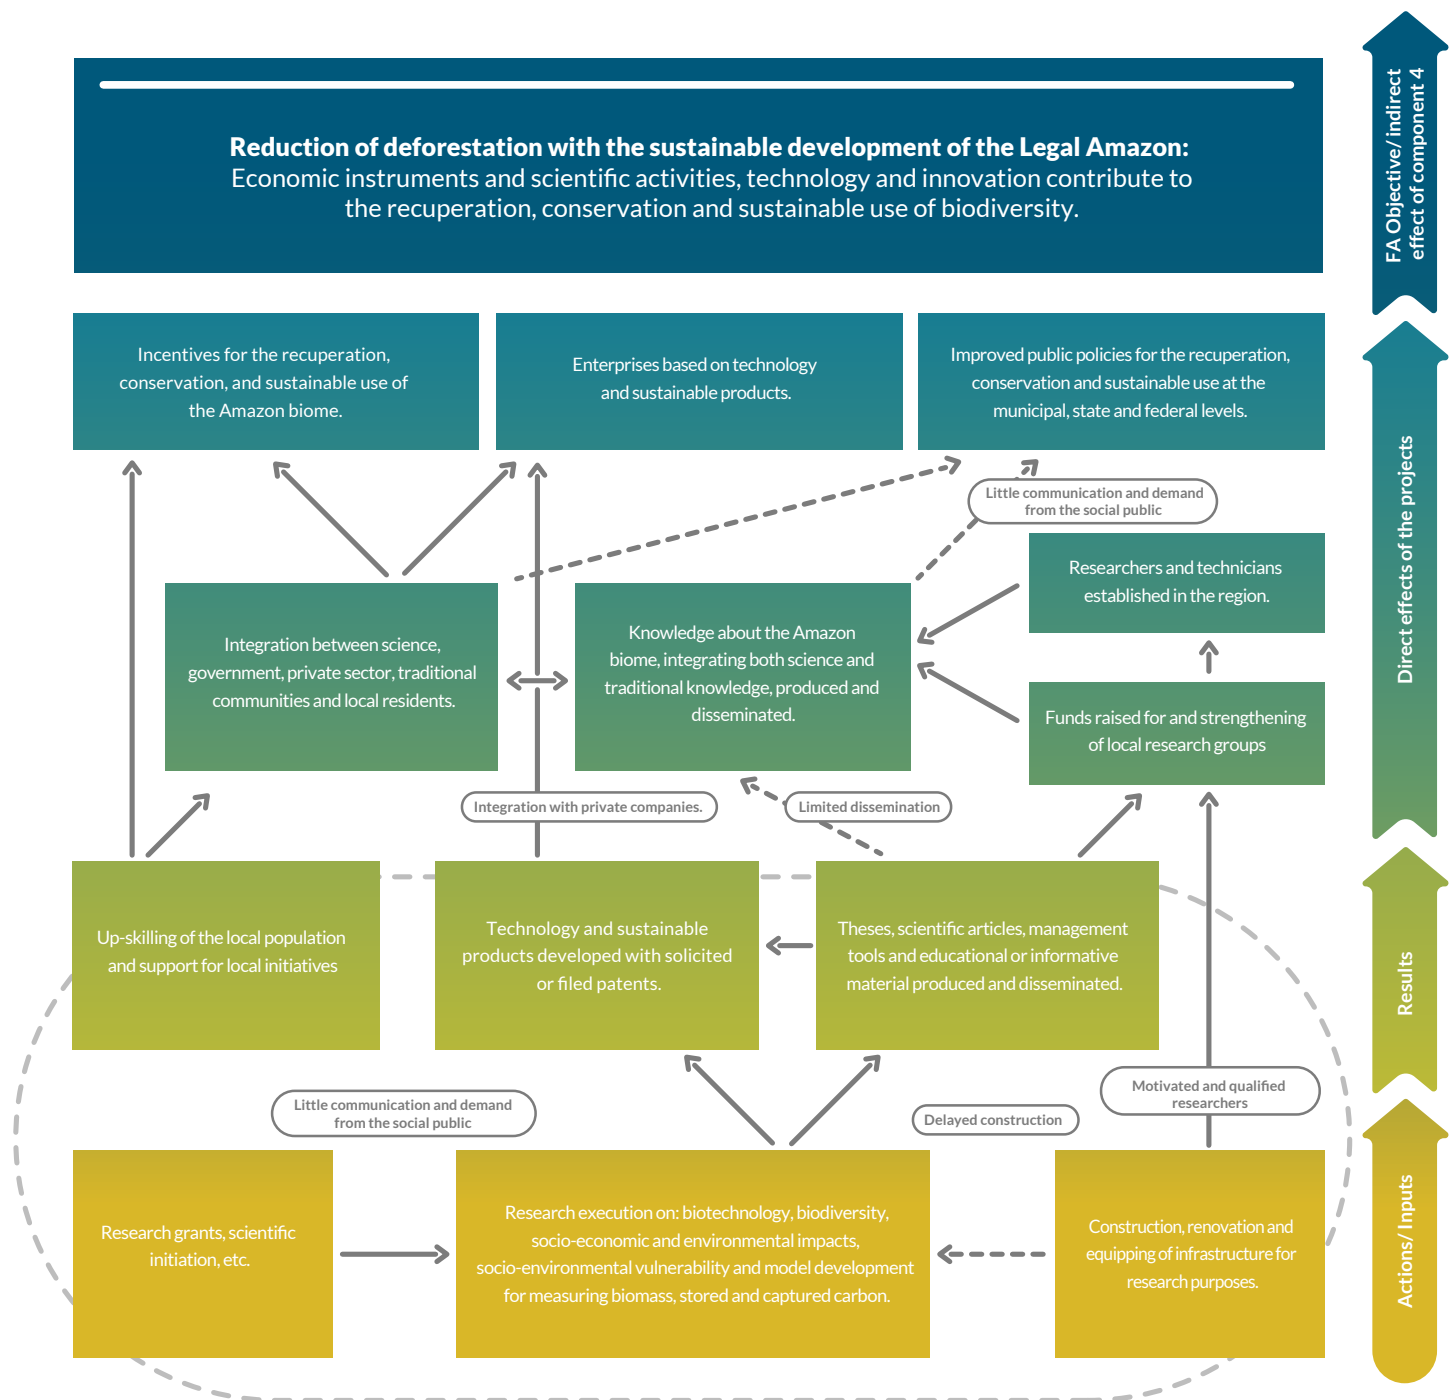 Reduction of deforestation with the sustainable development of the Legal Amazon:
Economic instruments and scientific activities, technology and innovation contribute to
the recuperation, conservation and sustainable use of biodiversity.
FA Objective/ indirect
effect of component 4
Incentives for the recuperation,
conservation, and sustainable use of
the Amazon biome.
Enterprises based on technology
and sustainable products.
Improved public policies for the recuperation,
conservation and sustainable use at the
municipal, state and federal levels.
Direct effects of the projects
Little communication and demand
from the social public
Researchers and technicians
established in the region.
Integration between science,
government, private sector, traditional
communities and local residents.
Knowledge about the Amazon
biome, integrating both science and
traditional knowledge, produced and
disseminated.
Funds raised for and strengthening
of local research groups
Integration with private companies.
Limited dissemination
Up-skilling of the local population
and support for local initiatives
Technology and sustainable
products developed with solicited
or filed patents.
Theses, scientific articles, management
tools and educational or informative
material produced and disseminated.
Results
Little communication and demand
from the social public
Delayed construction
Motivated and qualified
researchers
Research grants, scientific
initiation, etc.
Research execution on: biotechnology, biodiversity,
socio-economic and environmental impacts,
socio-environmental vulnerability and model development
for measuring biomass, stored and captured carbon.
Construction, renovation and
equipping of infrastructure for
research purposes.
Actions/ Inputs